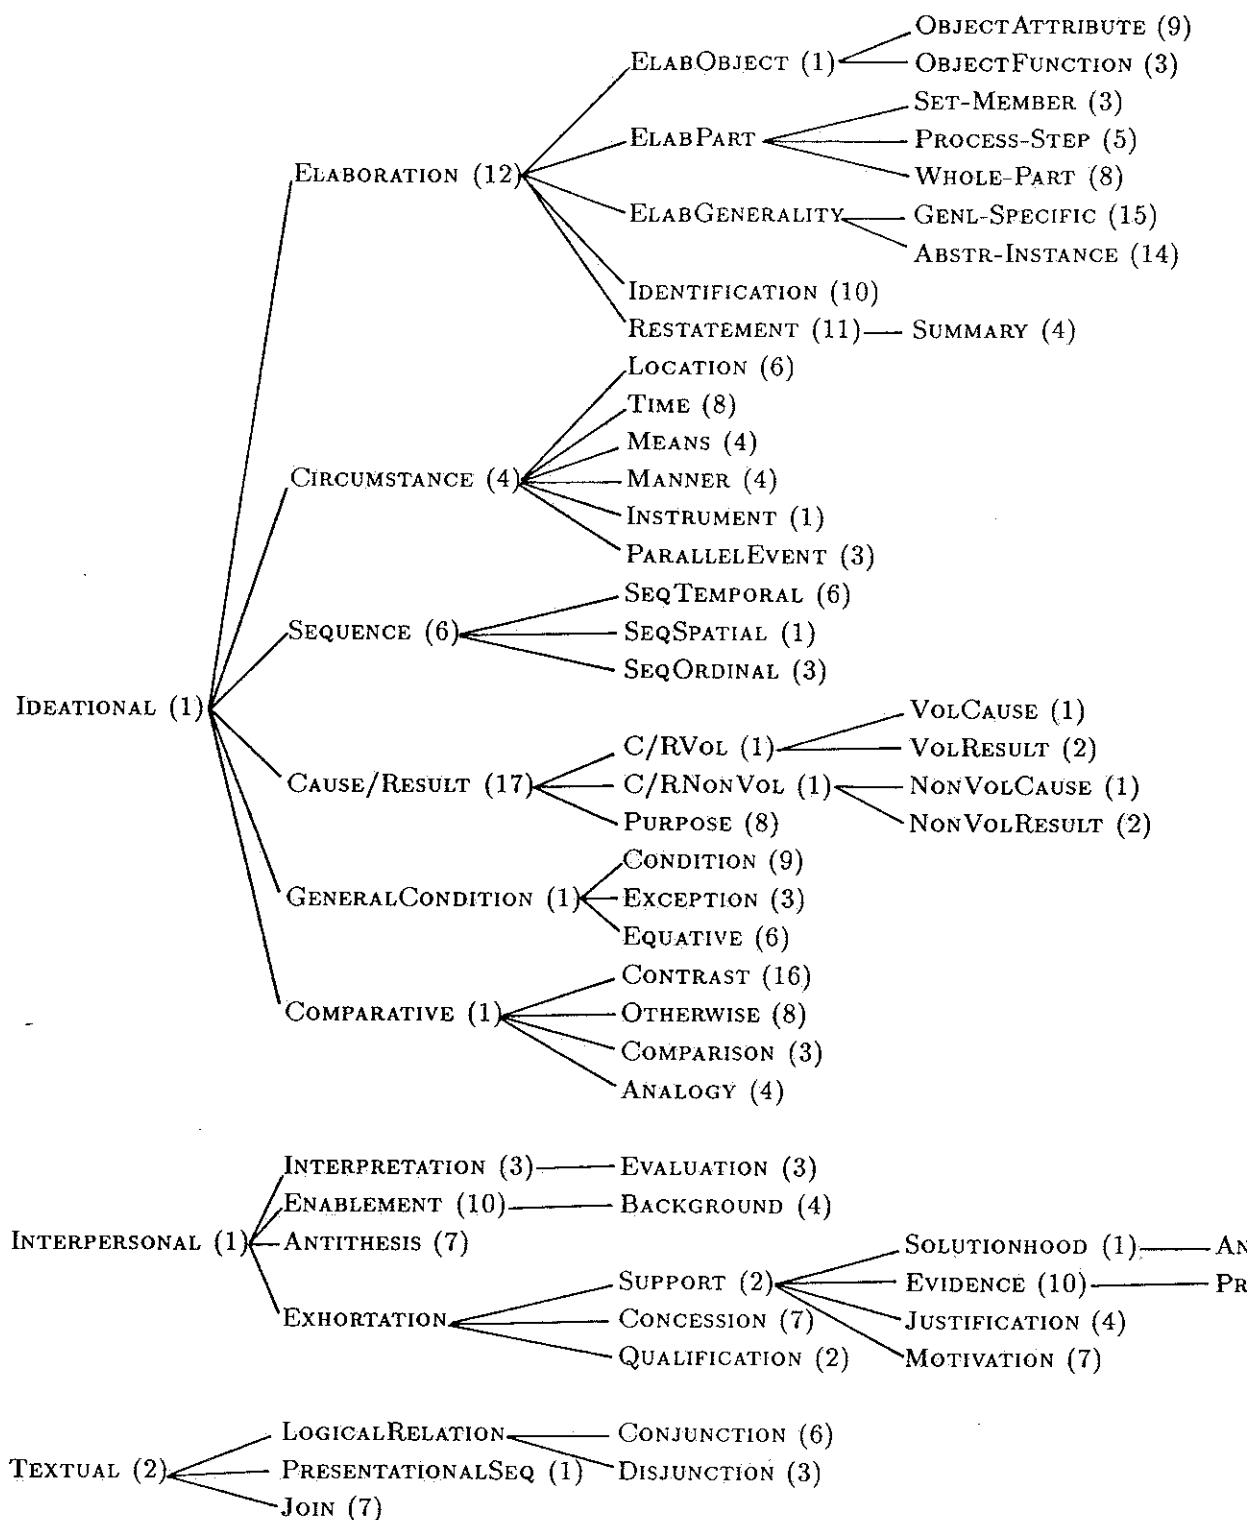 OBJECTATTRIBUTE (9)
ELABOBJECT (1)
OBJECTFUNCTION (3)
SET-MEMBER (3)
ELABPART
PROCESS-STEP (5)
ELABORATION (12)
WHOLE-PART (8)
ELABGENERALITY
GENL-SPECIFIC (15)
ABSTR-INSTANCE (14)
IDENTIFICATION (10)
RESTATEMENT (11)
SUMMARY (4)
LOCATION (6)
TIME (8)
MEANS (4)
CIRCUMSTANCE (4)
MANNER (4)
INSTRUMENT (1)
PARALLELEVENT (3)
SEQTEMPORAL (6)
SEQUENCE (6)
SEQSPATIAL (1)
SEQORDINAL (3)
IDEATIONAL (1)
VOLCAUSE (1)
C/RVOL (1)
VOLRESULT (2)
CAUSE/RESULT (17)
C/RNONVOL (1)
NONVOLCAUSE (1)
PURPOSE (8)
NONVOLRESULT (2)
CONDITION (9)
GENERALCONDITION (1)
EXCEPTION (3)
EQUATIVE (6)
CONTRAST (16)
COMPARATIVE (1)
OTHERWISE (8)
COMPARISON (3)
ANALOGY (4)
INTERPRETATION (3)
EVALUATION (3)
ENABLEMENT (10)
BACKGROUND (4)
INTERPERSONAL (1)
ANTITHESIS (7)
SOLUTIONHOOD (1)
AN
SUPPORT (2)
EVIDENCE (10)
PR
EXHORTATION
CONCESSION (7)
JUSTIFICATION (4)
QUALIFICATION (2)
MOTIVATION (7)
LOGICALRELATION
CONJUNCTION (6)
TEXTUAL (2)
PRESENTATIONALSEQ (1)
DISJUNCTION (3)
JOIN (7)